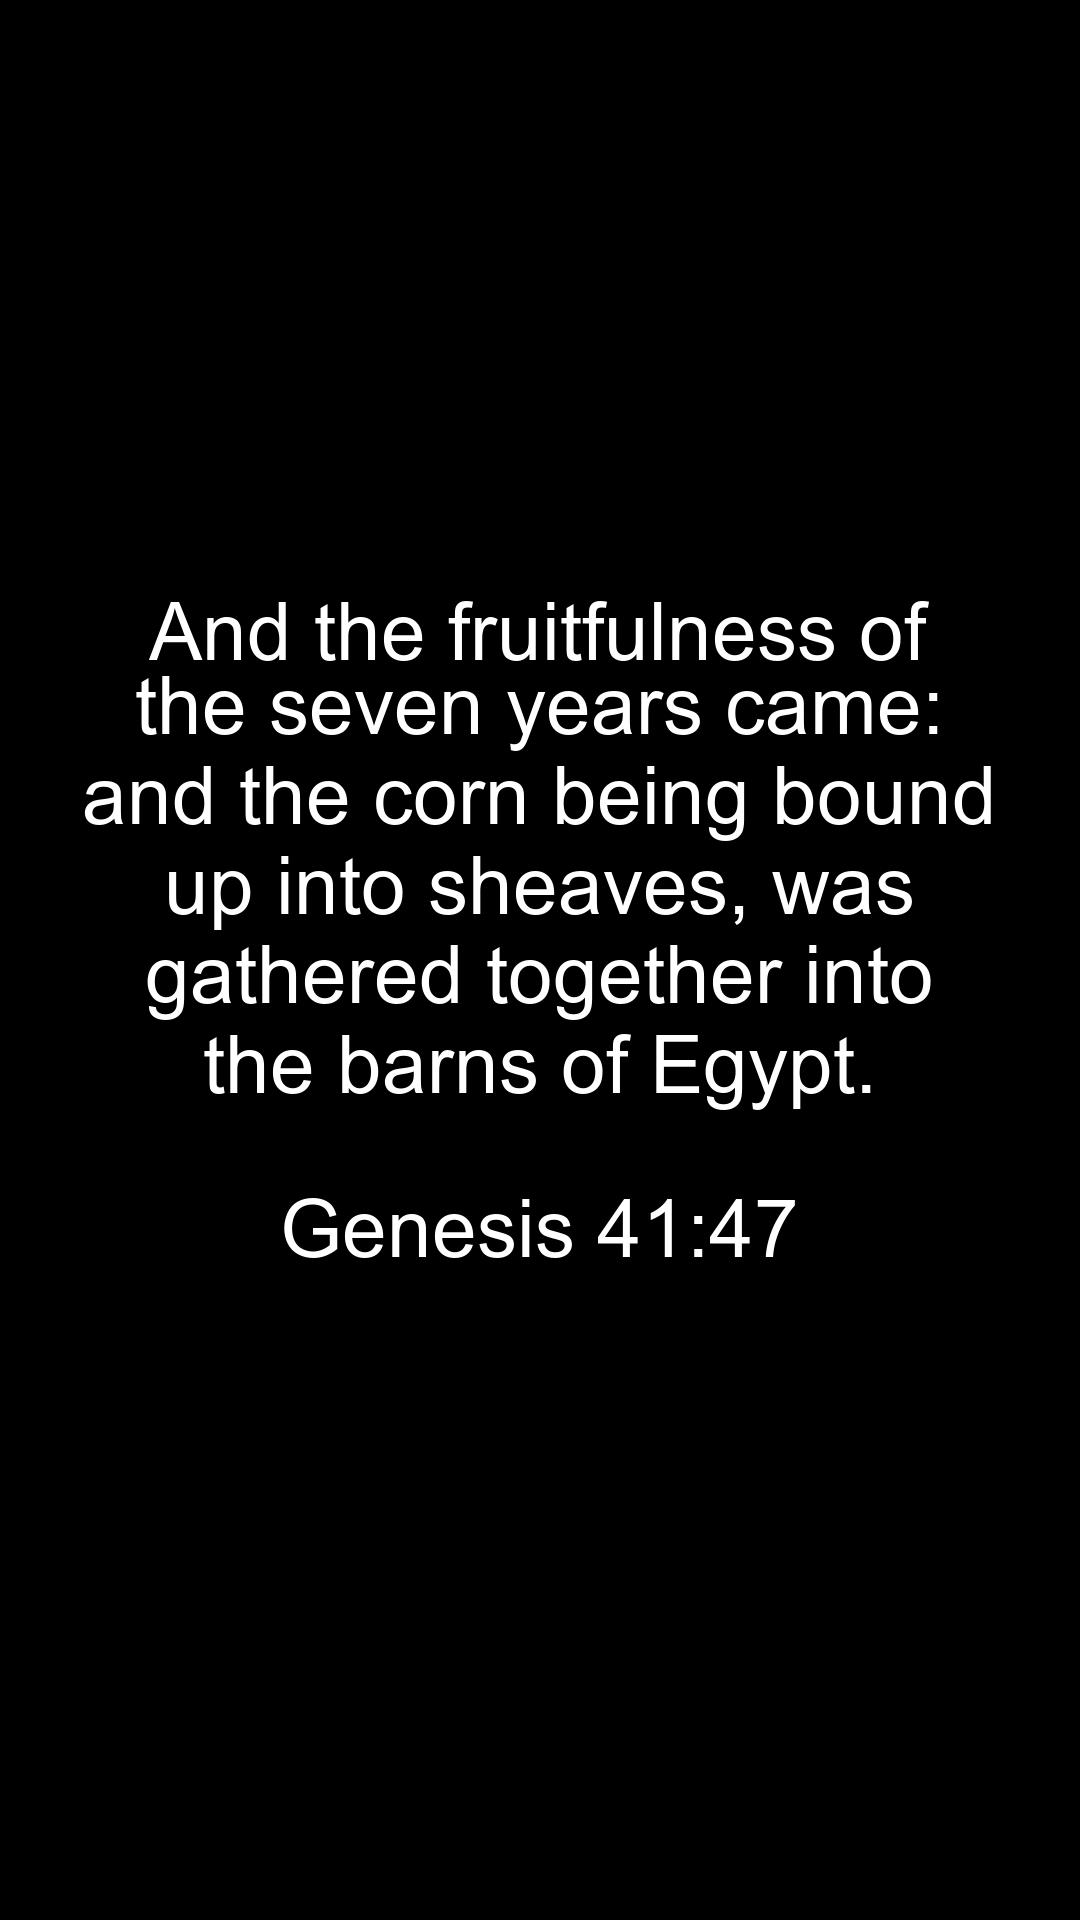 And the fruitfulness of
the seven years came:
and the corn being bound
up into sheaves, was
gathered together into
the barns of Egypt.
Genesis 41:47